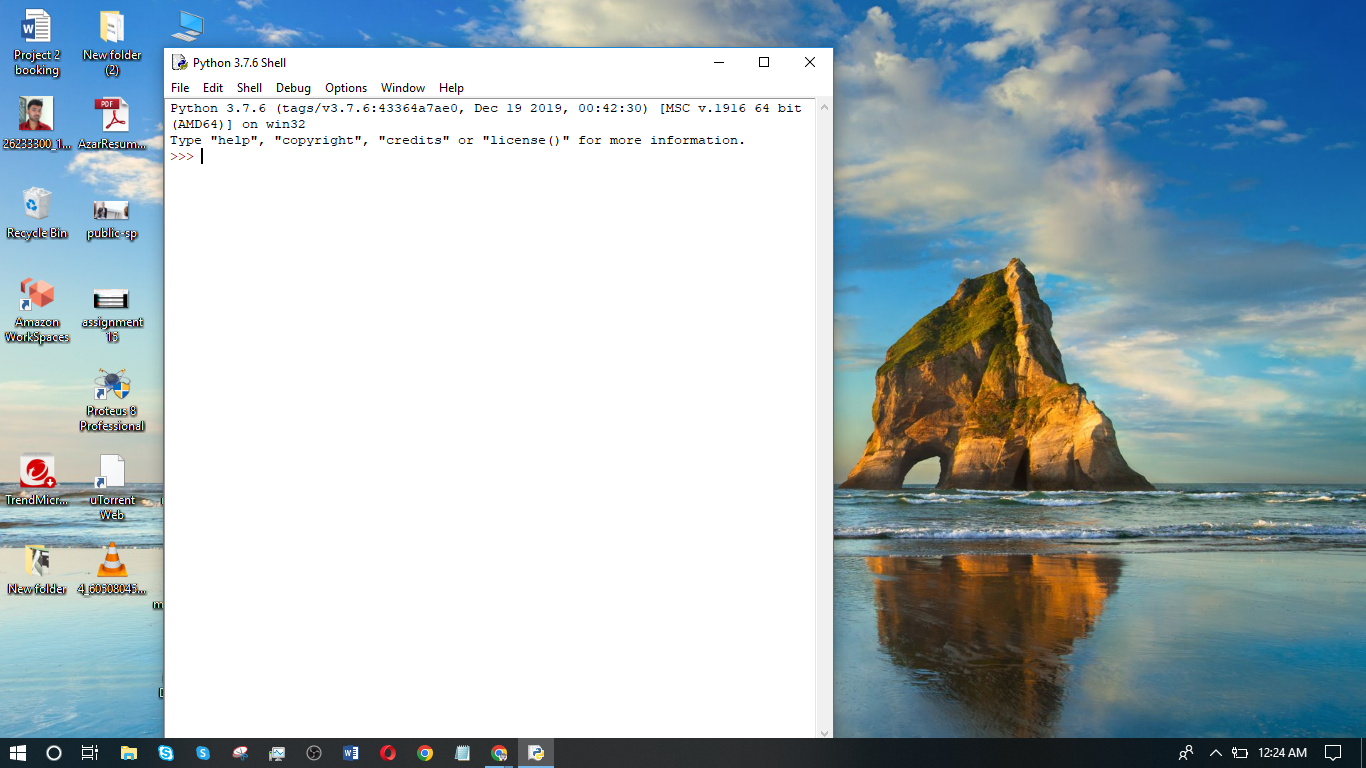 Project 2
booking
New folder
(2)
26233300_1...
AzarResum...
Recycle Bin
public-sp
Amazon
WorkSpaces
assignment
15
Proteus 8
Professional
TrendMicr...
uTorrent
Web
New folder
4_60508045...
PDF
Python 3.7.6 Shell
File Edit Shell Debug Options Window Help
Python 3.7.6 (tags/v3.7.6:43364a7ae0, Dec 19 2019, 00:42:30) [MSC v.1916 64 bit
(AMD64)] on win32
Type "help", "copyright", "credits" or "license()" for more information.
>>>
12:24 AM